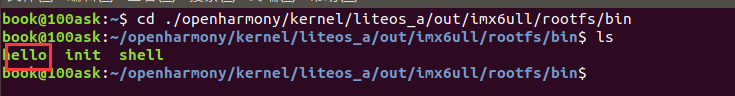 book@100ask:~$ cd ./openharmony/kernel/liteos_a/out/imx6ull/rootfs/bin
book@100ask:~/openharmony/kernel/liteos_a/out/imx6ull/rootfs/bin$ ls
hello  init  shell
book@100ask:~/openharmony/kernel/liteos_a/out/imx6ull/rootfs/bin$